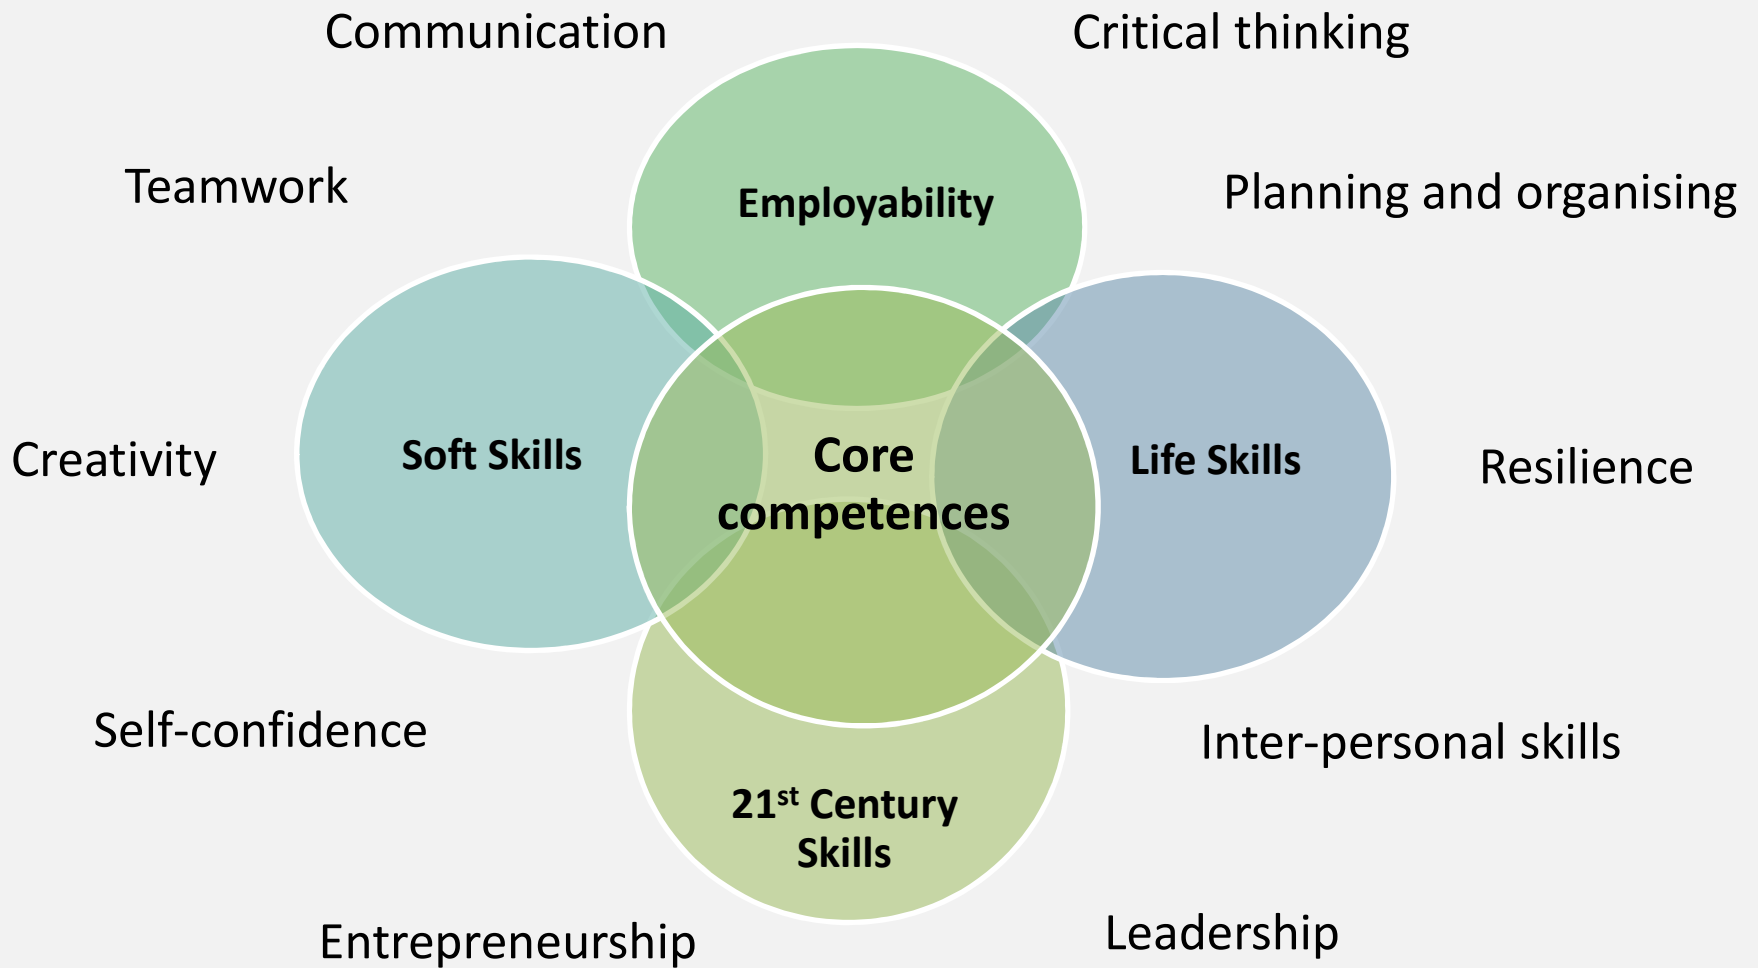 Communication
Critical thinking
Teamwork
Employability
Planning and organising
Creativity
Soft Skills
Core
competences
Life Skills
Resilience
Self-confidence
Inter-personal skills
21st Century
Skills
Entrepreneurship
Leadership